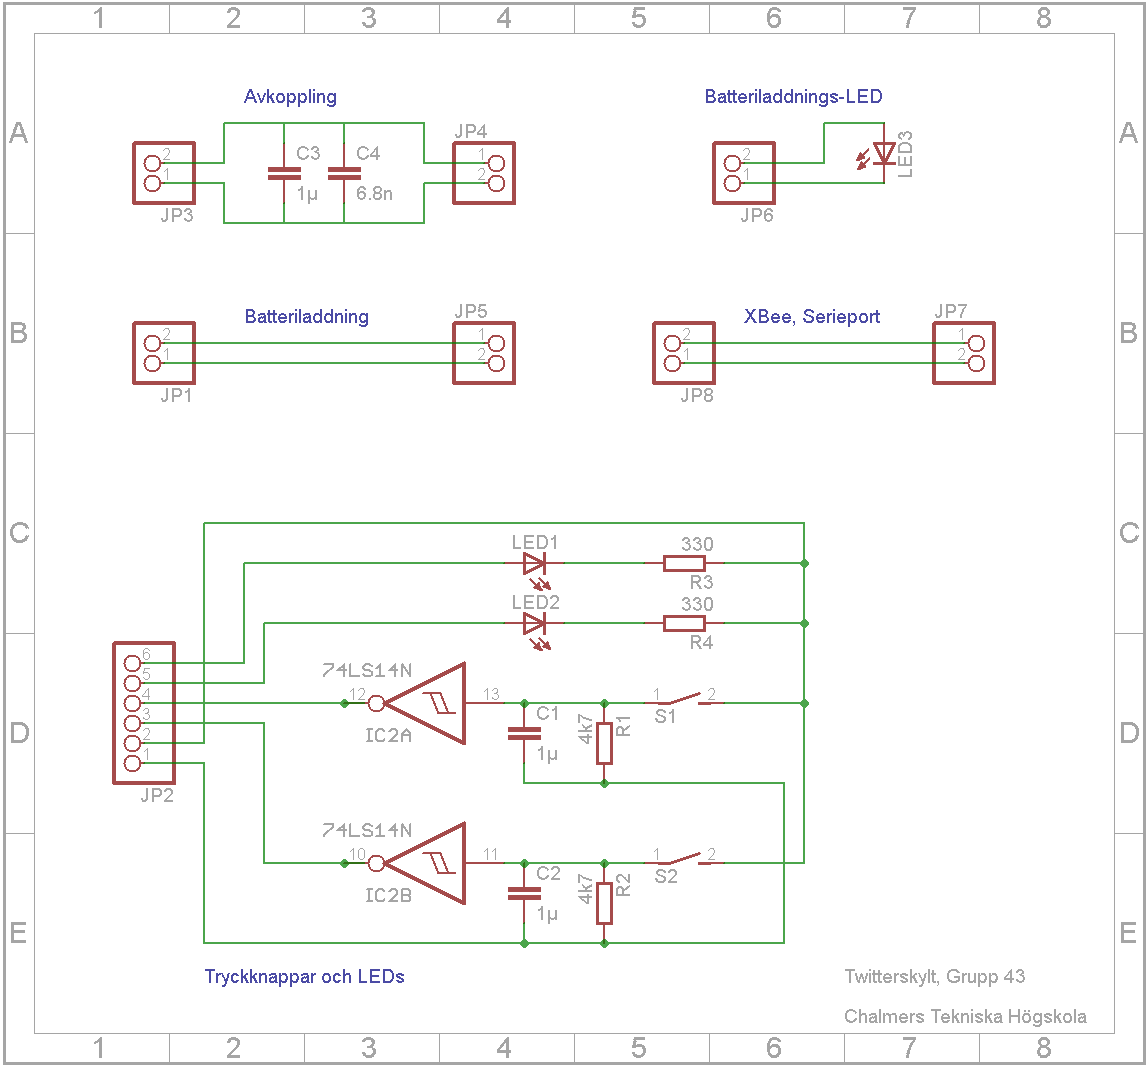 1 2 3 4 5 6 7 8
A A
Avkoppling
Batteriladdnings-LED
JP4
2 C3 C4 1
1 1µ 6.8n 2
JP3
2
1
JP6
LED3
B B
Batteriladdning
XBee, Serieport
JP5
JP7
2 1
1 2
JP1
2 1
1 2
JP8
C C
LED1
330
R3
LED2
330
R4
D D
6
5
4
3
2
1
JP2
74LS14N
12 13
IC2A
C1
1µ
4k7
R1
1 2
S1
74LS14N
10 11
IC2B
C2
1µ
4k7
R2
1 2
S2
E E
Tryckknappar och LEDs
Twitterskylt, Grupp 43
Chalmers Tekniska Högskola
1 2 3 4 5 6 7 8